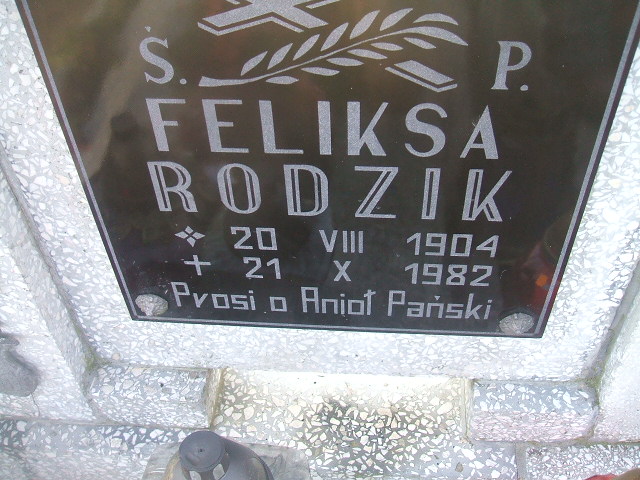 Ś. P.
FELIKSA
RODZIK
20 VIII 1904
+ 21 X 1982
Prosi o Anioł Pański